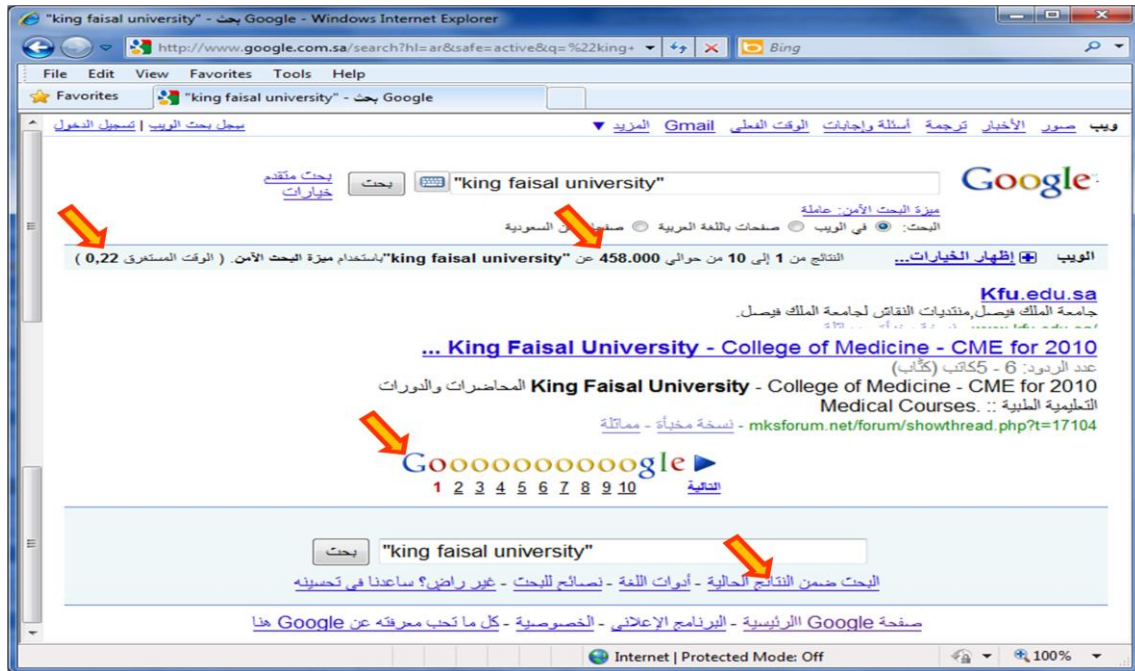 "king faisal university" - بحث Google - Windows Internet Explorer
http://www.google.com.sa/search?hl=ar&safe=active&q=%22king+
Bing
File Edit View Favorites Tools Help
Favorites
"king faisal university" - بحث Google
ويب صور الأخبار ترجمة أسئلة وإجابات الوقت الفعلي Gmail المزيد ▼
سجل بحث الويب | تسجيل الدخول
Google
"king faisal university"
بحث
بحث متقدم
خيارات
ميزة البحث الآمن: عاملة
البحث: في الويب صفحات باللغة العربية من السعودية
الويب إظهار الخيارات...
النتائج من 1 إلى 10 من حوالي 458.000 عن "king faisal university" باستخدام ميزة البحث الآمن. ( الوقت المستغرق 0,22 )
Kfu.edu.sa
جامعة الملك فيصل,منتديات النقاش لجامعة الملك فيصل.
King Faisal University - College of Medicine - CME for 2010 ...
عدد الردود: 6 - 5كاتب (كتّاب)
King Faisal University - College of Medicine - CME for 2010 المحاضرات والدورات
التعليمية الطبية :: .Medical Courses
mksforum.net/forum/showthread.php?t=17104 - نسخة مخبأة - مماثلة
Goooooooooogle
1 2 3 4 5 6 7 8 9 10 التالية
"king faisal university" بحث
البحث ضمن النتائج الحالية - أدوات اللغة - نصائح للبحث - غير راض؟ ساعدنا في تحسينه
صفحة Google االرئيسية - البرنامج الإعلاني - الخصوصية - كل ما تحب معرفته عن Google هنا
Internet | Protected Mode: Off
100%